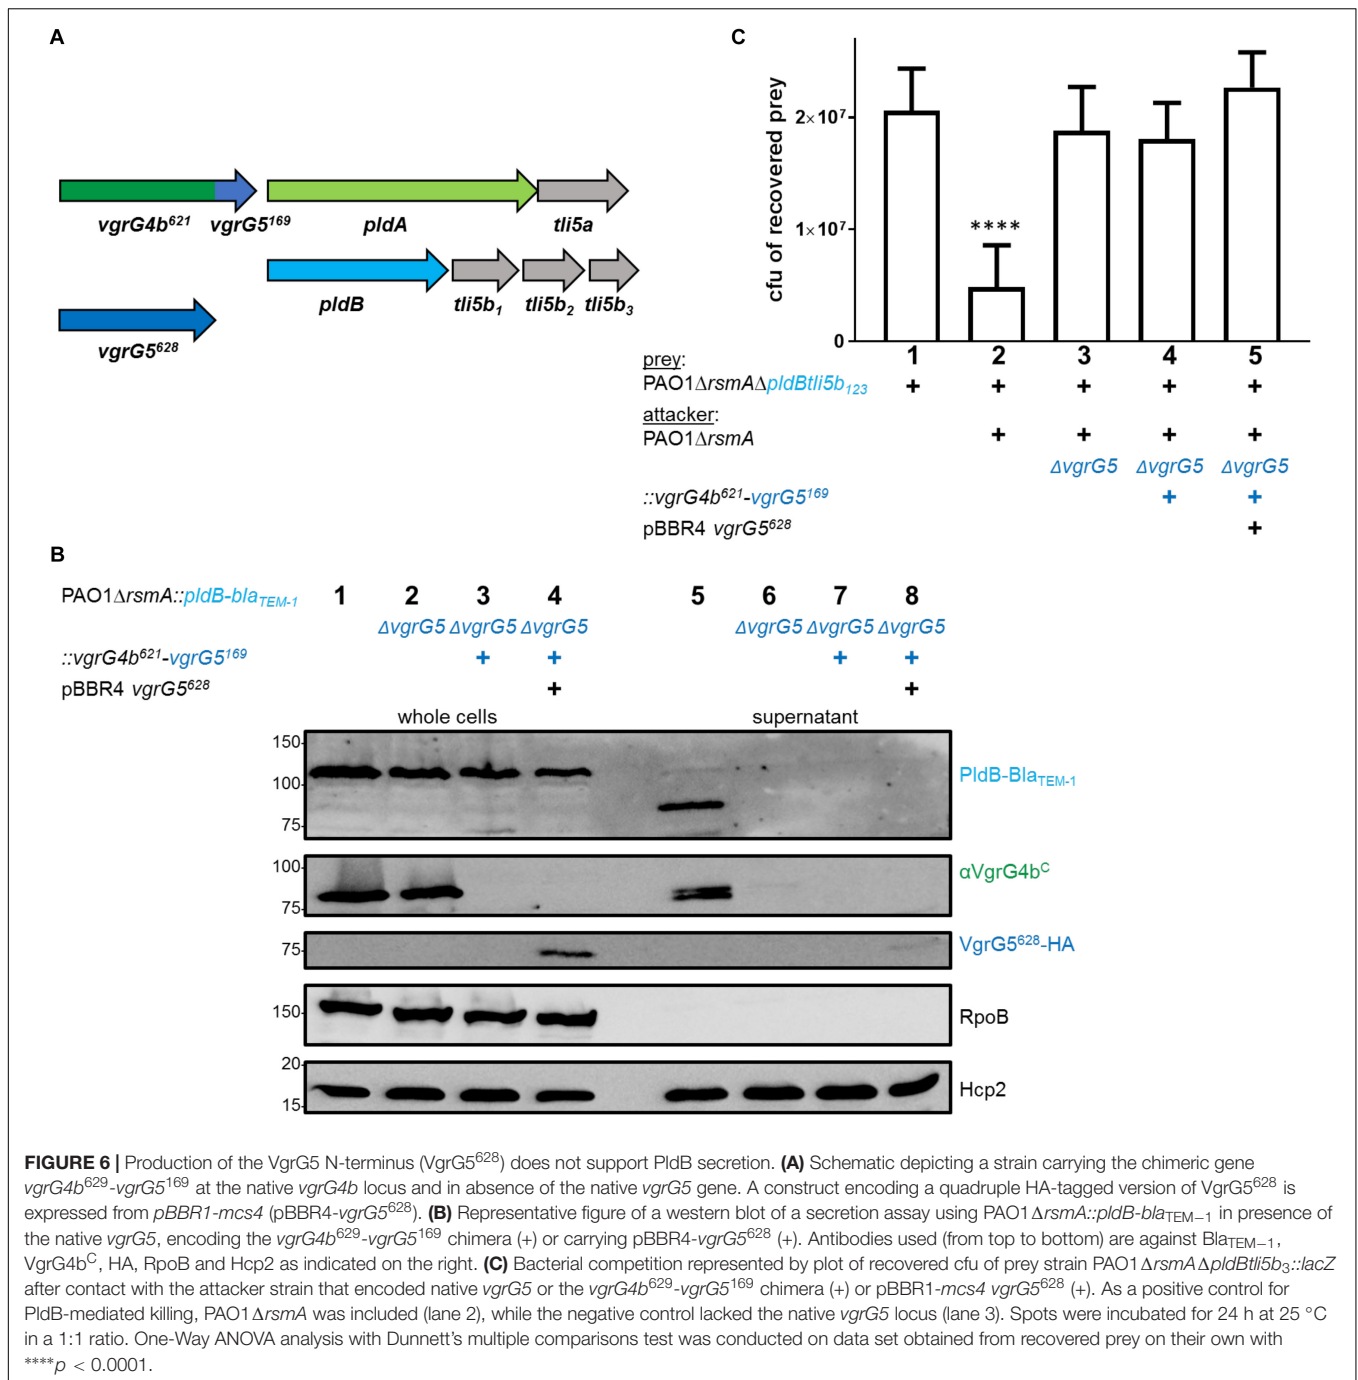 A
vgrG4b⁶²¹ vgrG5¹⁶⁹ pldA tli5a
pldB tli5b₁ tli5b₂ tli5b₃
vgrG5⁶²⁸
C
cfu of recovered prey
2×10⁷
1×10⁷
0
****
1 2 3 4 5
prey:
PAO1ΔrsmAΔpldBtli5b₁₂₃ + + + + +
attacker:
PAO1ΔrsmA + + + +
ΔvgrG5 ΔvgrG5 ΔvgrG5
::vgrG4b⁶²¹-vgrG5¹⁶⁹ + +
pBBR4 vgrG5⁶²⁸ +
B
PAO1ΔrsmA::pldB-bla_TEM-1 1 2 3 4 5 6 7 8
ΔvgrG5 ΔvgrG5 ΔvgrG5 ΔvgrG5 ΔvgrG5 ΔvgrG5
::vgrG4b⁶²¹-vgrG5¹⁶⁹ + + + +
pBBR4 vgrG5⁶²⁸ + +
whole cells supernatant
150
100
75
PldB-Bla_TEM-1
100
75
αVgrG4b^C
75
VgrG5⁶²⁸-HA
150
RpoB
20
15
Hcp2
FIGURE 6 | Production of the VgrG5 N-terminus (VgrG5⁶²⁸) does not support PldB secretion. (A) Schematic depicting a strain carrying the chimeric gene
vgrG4b⁶²⁹-vgrG5¹⁶⁹ at the native vgrG4b locus and in absence of the native vgrG5 gene. A construct encoding a quadruple HA-tagged version of VgrG5⁶²⁸ is
expressed from pBBR1-mcs4 (pBBR4-vgrG5⁶²⁸). (B) Representative figure of a western blot of a secretion assay using PAO1ΔrsmA::pldB-bla_TEM−1 in presence of
the native vgrG5, encoding the vgrG4b⁶²⁹-vgrG5¹⁶⁹ chimera (+) or carrying pBBR4-vgrG5⁶²⁸ (+). Antibodies used (from top to bottom) are against Bla_TEM−1,
VgrG4b^C, HA, RpoB and Hcp2 as indicated on the right. (C) Bacterial competition represented by plot of recovered cfu of prey strain PAO1ΔrsmAΔpldBtli5b₃::lacZ
after contact with the attacker strain that encoded native vgrG5 or the vgrG4b⁶²⁹-vgrG5¹⁶⁹ chimera (+) or pBBR1-mcs4 vgrG5⁶²⁸ (+). As a positive control for
PldB-mediated killing, PAO1ΔrsmA was included (lane 2), while the negative control lacked the native vgrG5 locus (lane 3). Spots were incubated for 24 h at 25 °C
in a 1:1 ratio. One-Way ANOVA analysis with Dunnett's multiple comparisons test was conducted on data set obtained from recovered prey on their own with
****p < 0.0001.